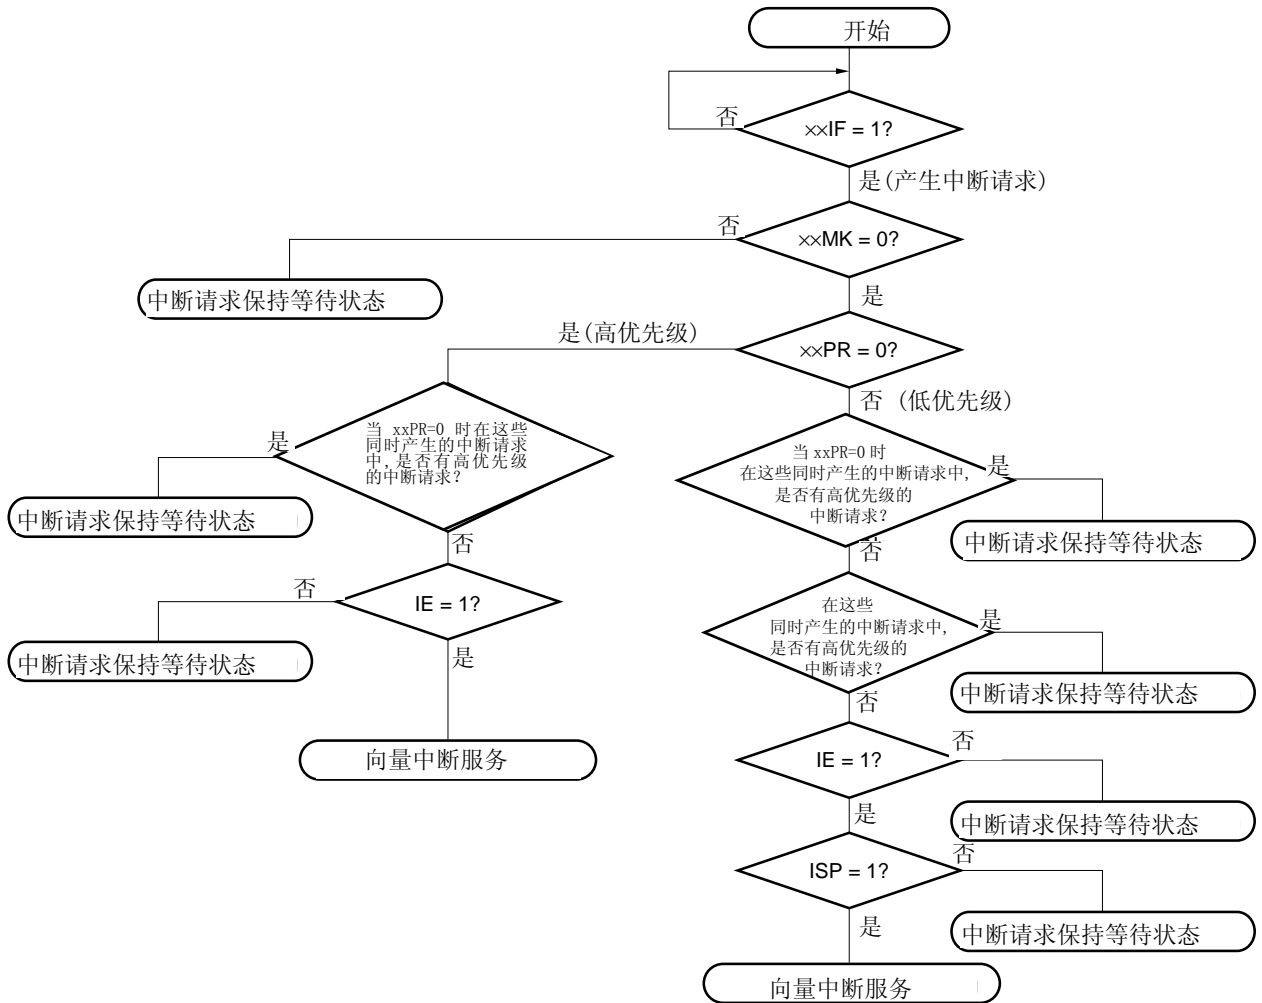 开始
否
××IF = 1?
是(产生中断请求)
否
××MK = 0?
中断请求保持等待状态
是
是(高优先级)
××PR = 0?
否 (低优先级)
当 xxPR=0 时在这些
同时产生的中断请求
中,是否有高优先级
的中断请求?
是
当 xxPR=0 时
在这些同时产生的中断请求中,
是否有高优先级的
中断请求?
是
中断请求保持等待状态
中断请求保持等待状态
否
否
否
IE = 1?
在这些
同时产生的中断请求中,
是否有高优先级的
中断请求?
是
中断请求保持等待状态
是
中断请求保持等待状态
否
向量中断服务
IE = 1?
否
是
中断请求保持等待状态
ISP = 1?
否
是
中断请求保持等待状态
向量中断服务